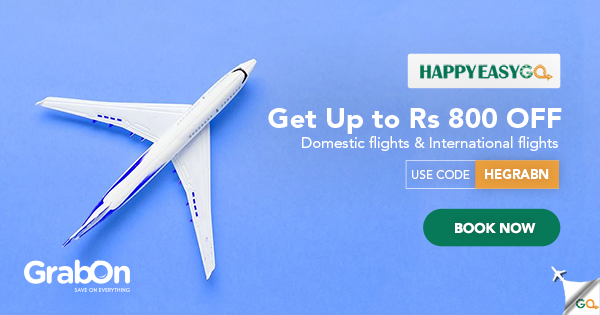 HAPPYEASYGO
Get Up to Rs 800 OFF
Domestic flights & International flights
USE CODE HEGRABN
BOOK NOW
GrabOn
SAVE ON EVERYTHING
GO